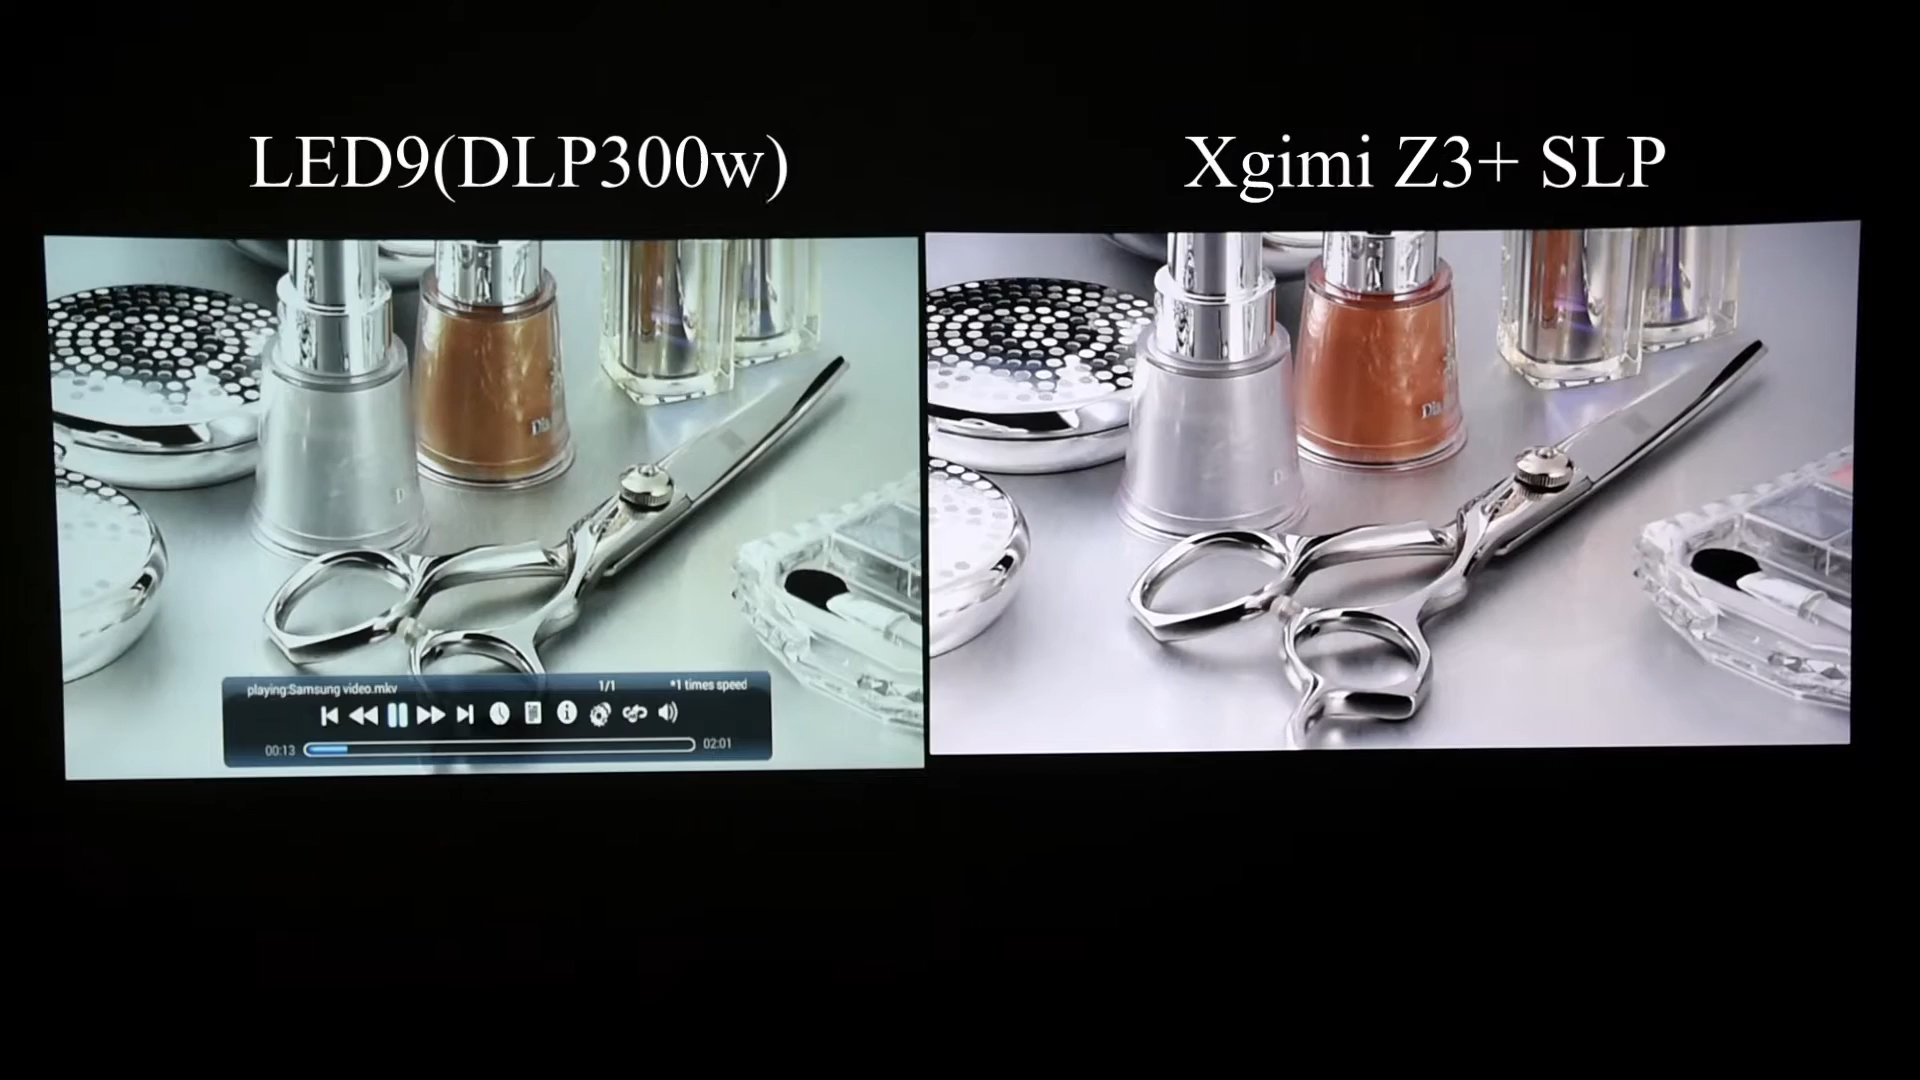 LED9(DLP300w)
Xgimi Z3+ SLP
playing:Samsung video.mkv 1/1 *1 times speed
00:13 02:01